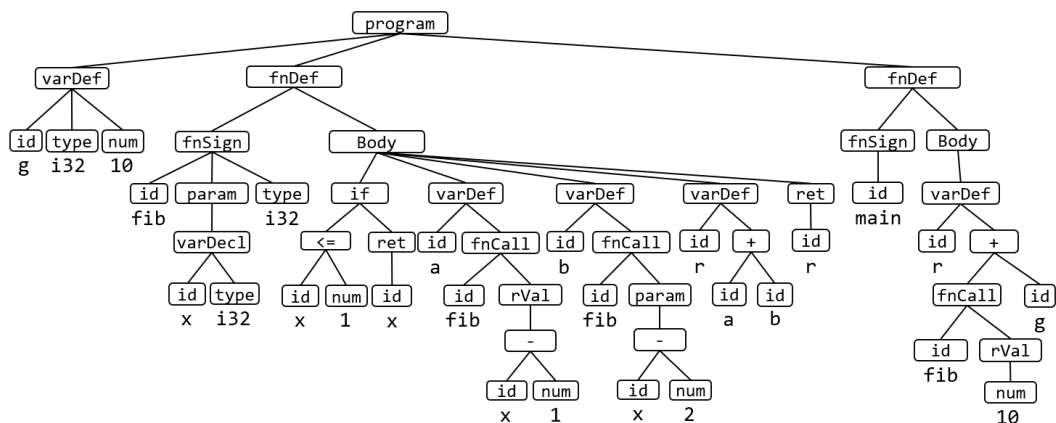 program
varDef fnDef fnDef
id type num fnSign Body fnSign Body
g i32 10
id param type if varDef varDef varDef ret id varDef
fib i32 main
varDecl <= ret id fnCall id fnCall id + id id +
a b r r r
id type id num id id rVal id param id id fnCall id
x i32 x 1 x fib fib a b g
- - id rVal
fib
id num id num num
x 1 x 2 10